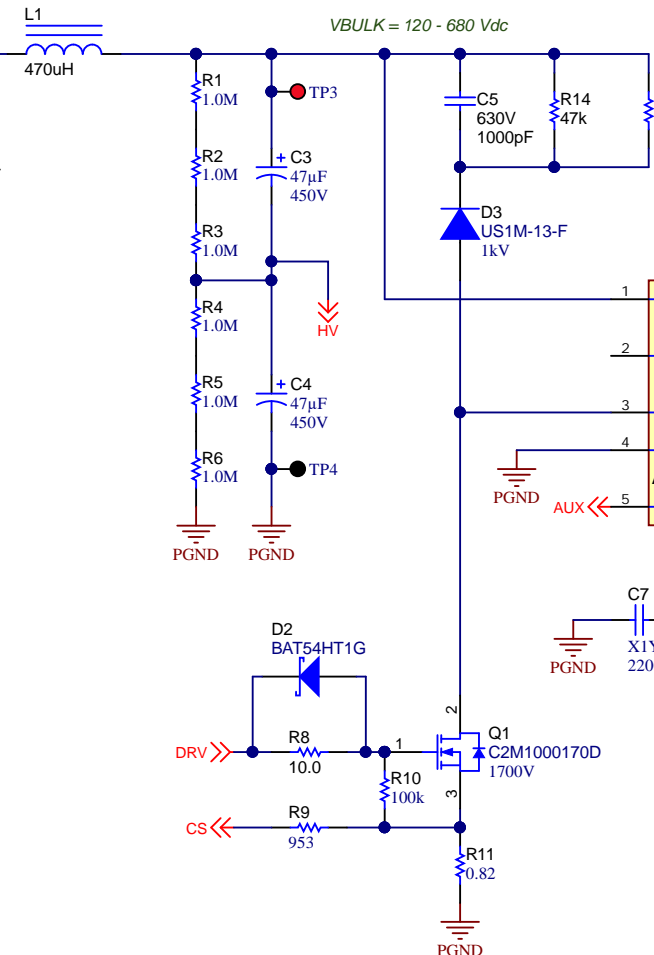 L1
470uH
VBULK = 120 - 680 Vdc
R1
1.0M
TP3
C5
630V
1000pF
R14
47k
R2
1.0M
C3
+
47µF
450V
R3
1.0M
D3
US1M-13-F
1kV
HV
R4
1.0M
1
2
R5
1.0M
C4
+
47µF
450V
3
R6
1.0M
TP4
4
PGND
AUX
5
PGND
PGND
C7
PGND
D2
BAT54HT1G
DRV
R8
10.0
1
2
Q1
C2M1000170D
1700V
3
R10
100k
CS
R9
953
R11
0.82
PGND